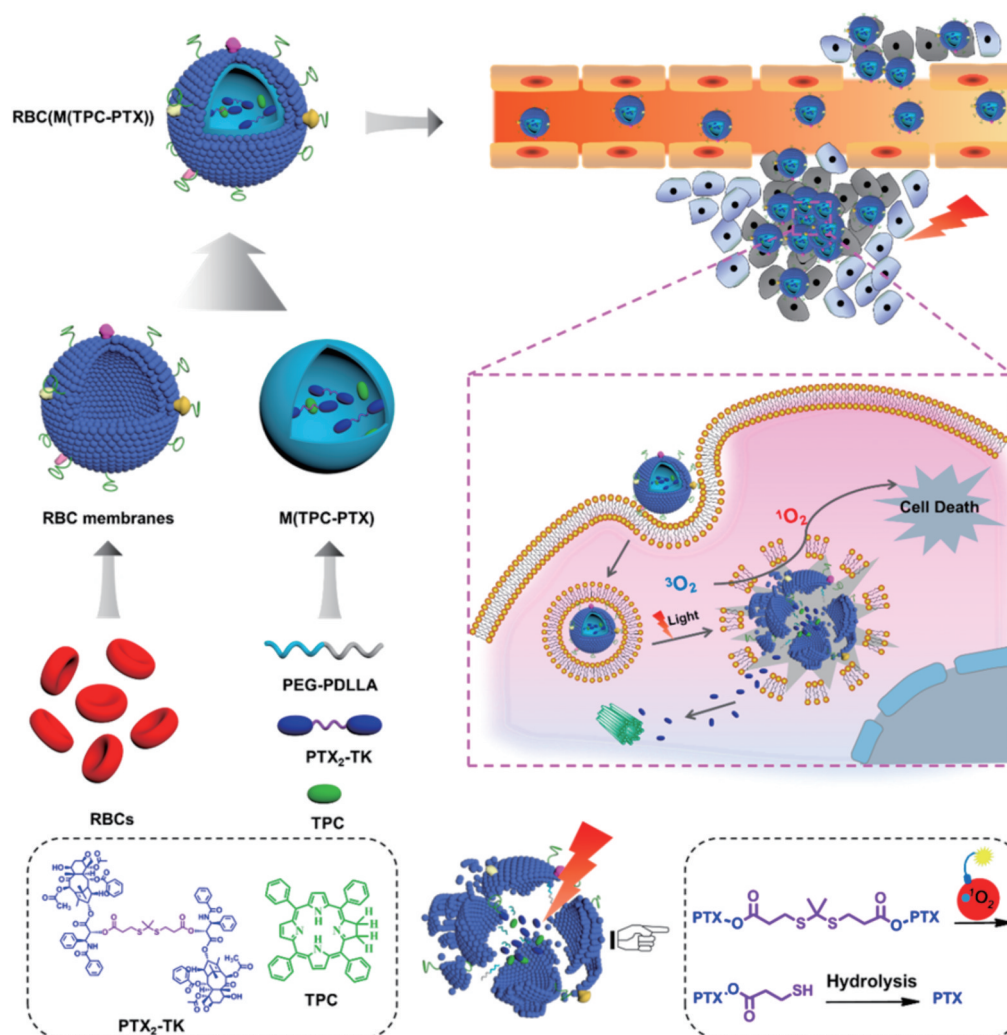 RBC(M(TPC-PTX))
RBC membranes
M(TPC-PTX)
Cell Death
¹O₂
³O₂
Light
PEG-PDLLA
PTX₂-TK
TPC
RBCs
PTX₂-TK
TPC
¹O₂
PTX
PTX
PTX
SH
Hydrolysis
PTX